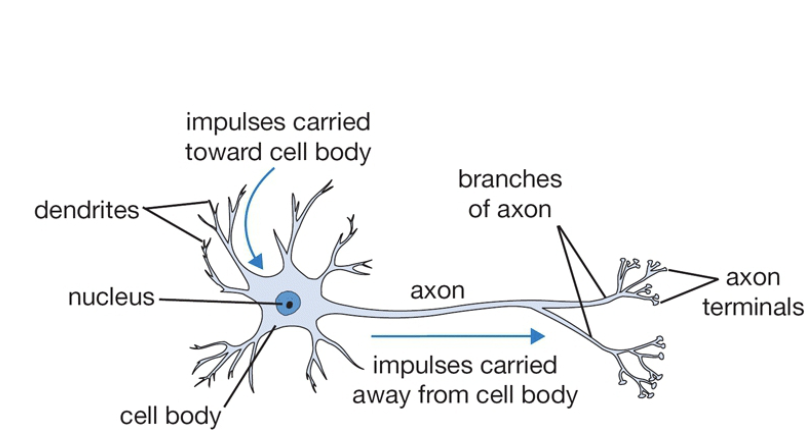 impulses carried
toward cell body
branches
of axon
dendrites
nucleus
axon
axon
terminals
impulses carried
away from cell body
cell body